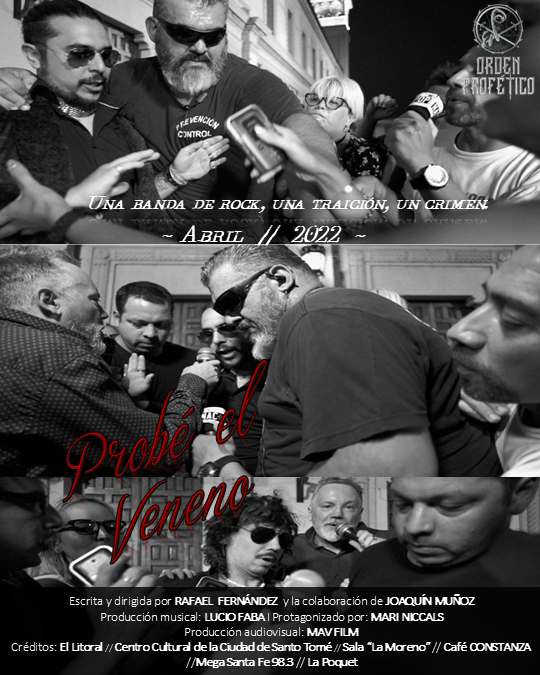 ORDEN
PROFÉTICO
PREVENCIÓN
CONTROL
UNA BANDA DE ROCK, UNA TRAICIÓN, UN CRIMEN.
~ ABRIL // 2022 ~
Probé el
Veneno
Escrita y dirigida por RAFAEL FERNÁNDEZ y la colaboración de JOAQUÍN MUÑOZ
Producción musical: LUCIO FABA I Protagonizado por: MARI NICCALS
Producción audiovisual: MAV FILM
Créditos: El Litoral // Centro Cultural de la Ciudad de Santo Tomé // Sala “La Moreno” // Café CONSTANZA
//Mega Santa Fe 98.3 // La Poquet